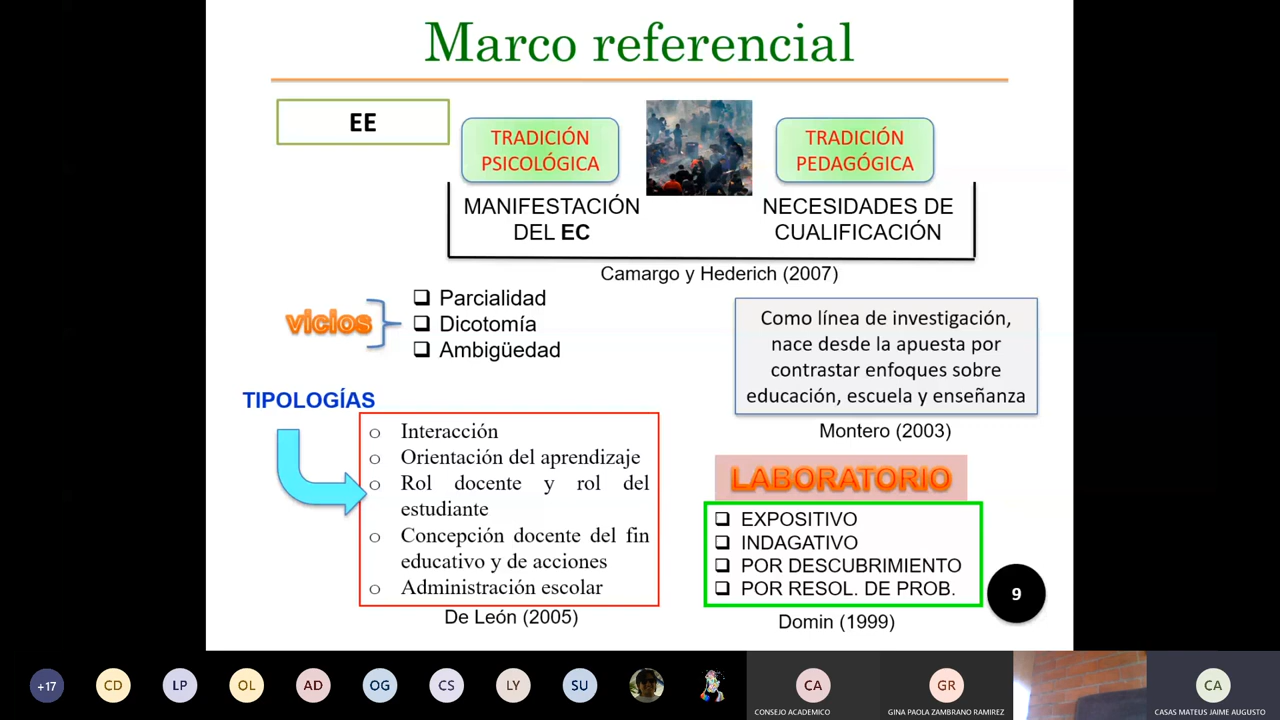 Marco referencial
EE
TRADICIÓN
PSICOLÓGICA
TRADICIÓN
PEDAGÓGICA
MANIFESTACIÓN
DEL EC
NECESIDADES DE
CUALIFICACIÓN
Camargo y Hederich (2007)
vicios
Parcialidad
Dicotomía
Ambigüedad
Como línea de investigación,
nace desde la apuesta por
contrastar enfoques sobre
educación, escuela y enseñanza
Montero (2003)
TIPOLOGÍAS
Interacción
Orientación del aprendizaje
Rol docente y rol del
estudiante
Concepción docente del fin
educativo y de acciones
Administración escolar
De León (2005)
LABORATORIO
EXPOSITIVO
INDAGATIVO
POR DESCUBRIMIENTO
POR RESOL. DE PROB.
Domin (1999)
9
+17
CD
LP
OL
AD
OG
CS
LY
SU
CA
CONSEJO ACADEMICO
GR
GINA PAOLA ZAMBRANO RAMIREZ
CA
CASAS MATEUS JAIME AUGUSTO